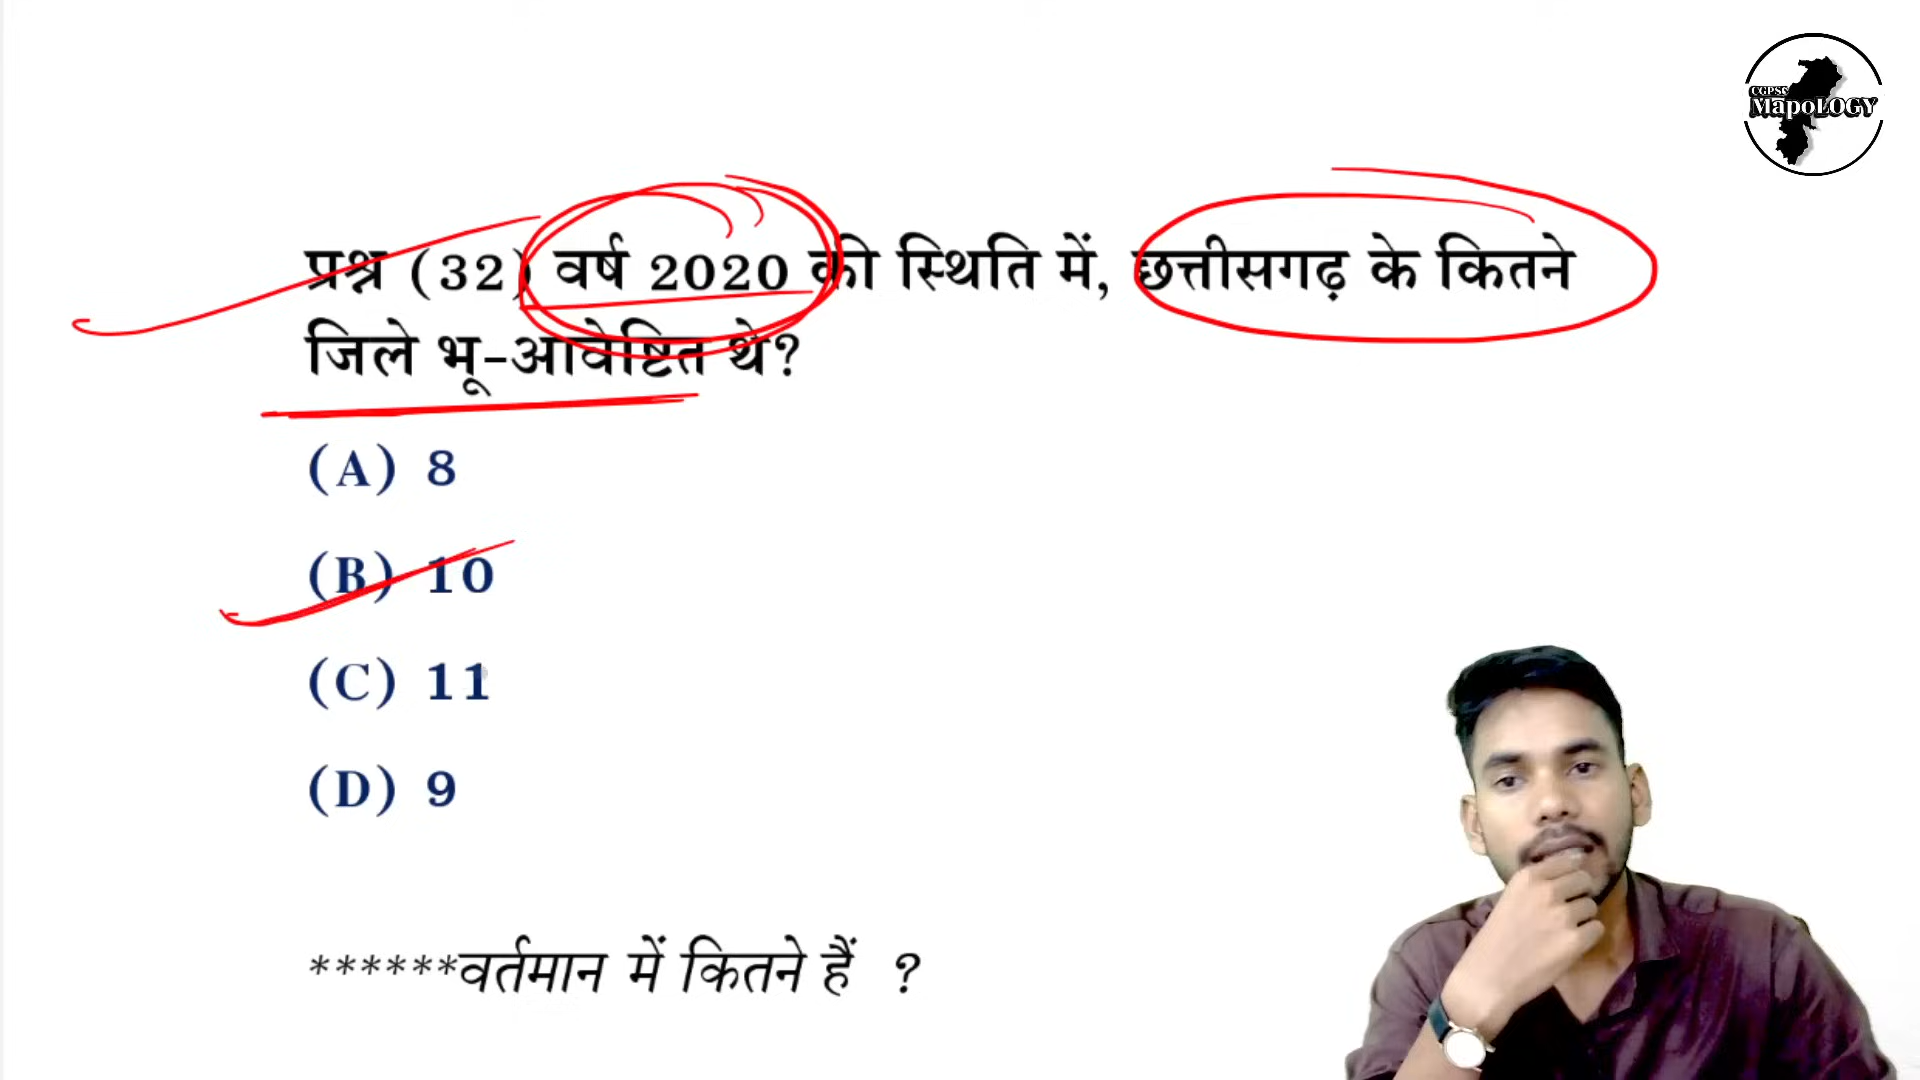 CGPSC
MapoLOGY
प्रश्न (32) वर्ष 2020 की स्थिति में, छत्तीसगढ़ के कितने
जिले भू-आवेष्टित थे?
(A) 8
(B) 10
(C) 11
(D) 9
******वर्तमान में कितने हैं ?